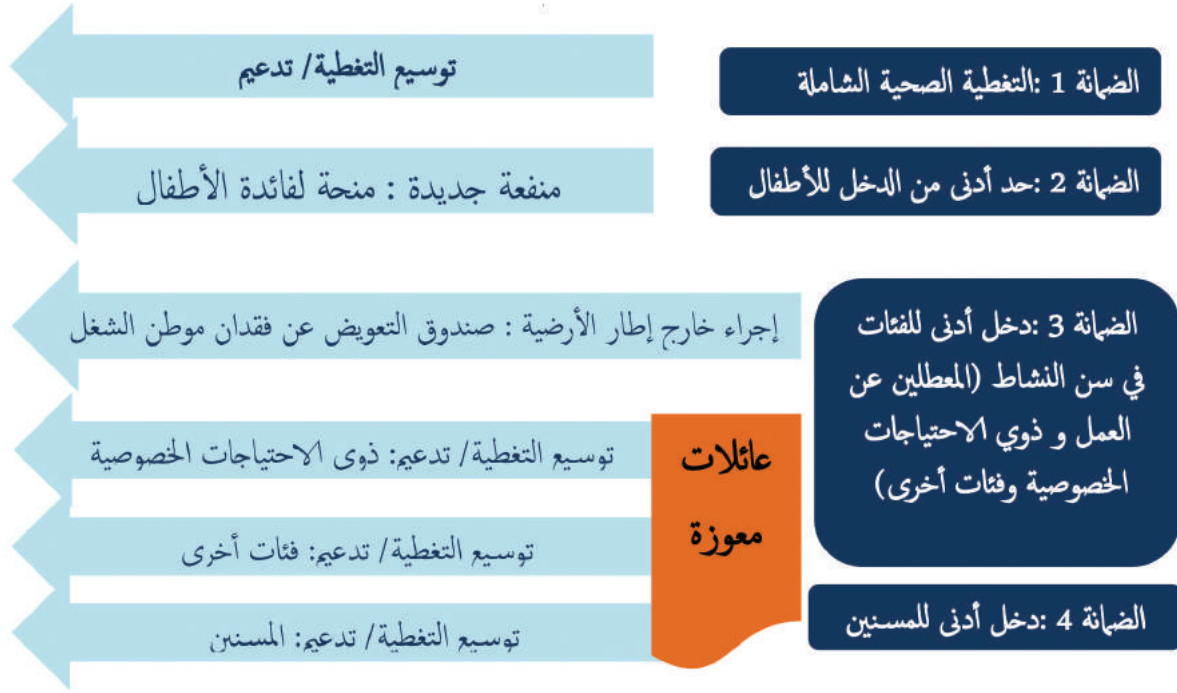 الضمانة 1 :التغطية الصحية الشاملة
توسيع التغطية/ تدعيم
الضمانة 2 :حد أدنى من الدخل للأطفال
منفعة جديدة : منحة لفائدة الأطفال
الضمانة 3 :دخل أدنى للفئات
في سن النشاط (المعطلين عن
العمل و ذوي الاحتياجات
الخصوصية وفئات أخرى)
إجراء خارج إطار الأرضية : صندوق التعويض عن فقدان موطن الشغل
عائلات
معوزة
توسيع التغطية/ تدعيم: ذوى الاحتياجات الخصوصية
توسيع التغطية/ تدعيم: فئات أخرى
الضمانة 4 :دخل أدنى للمسنين
توسيع التغطية/ تدعيم: المسنين